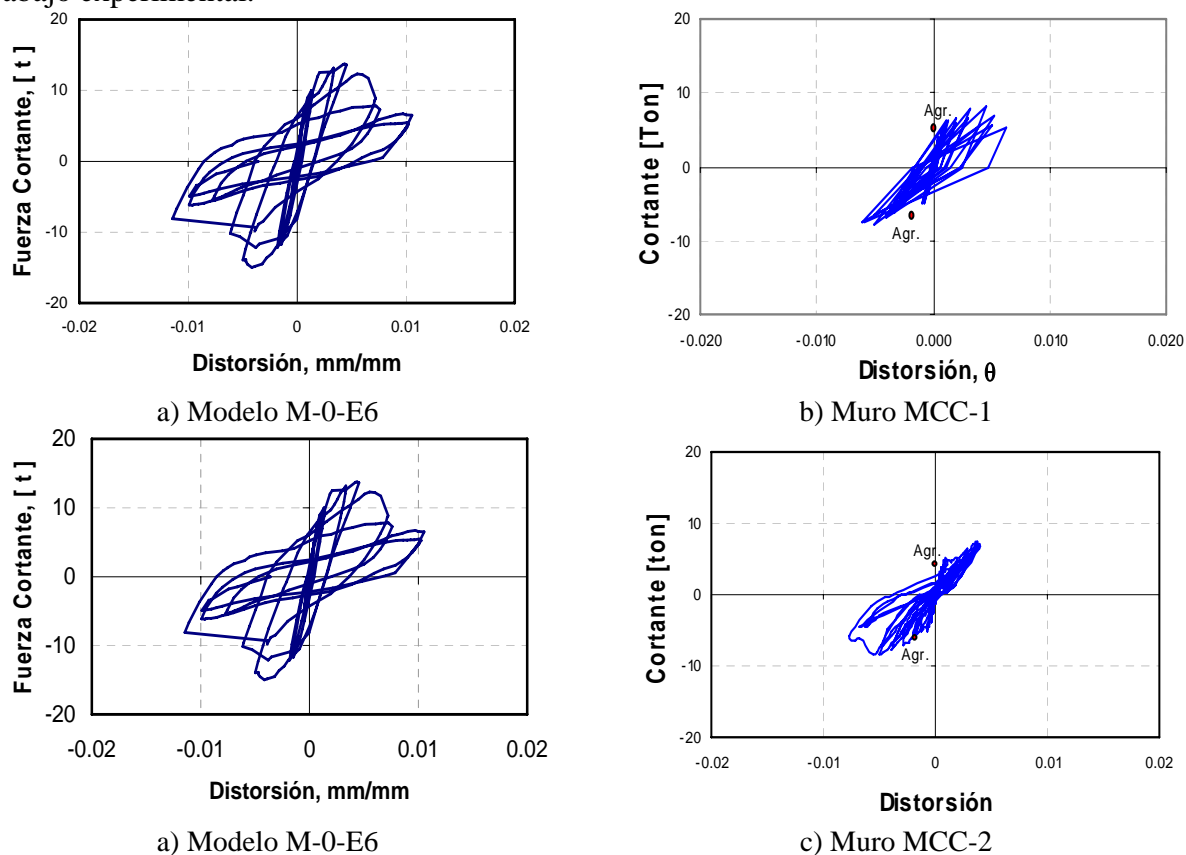 abajo experimental.
20
10
0
-10
-20
Fuerza Cortante, [ t ]
-0.02 -0.01 0 0.01 0.02
Distorsión, mm/mm
a) Modelo M-0-E6
20
10
0
-10
-20
Cortante [Ton]
Agr.
Agr.
-0.020 -0.010 0.000 0.010 0.020
Distorsión, θ
b) Muro MCC-1
20
10
0
-10
-20
Fuerza Cortante, [ t ]
-0.02 -0.01 0 0.01 0.02
Distorsión, mm/mm
a) Modelo M-0-E6
20
10
0
-10
-20
Cortante [ton]
Agr.
Agr.
-0.02 -0.01 0 0.01 0.02
Distorsión
c) Muro MCC-2